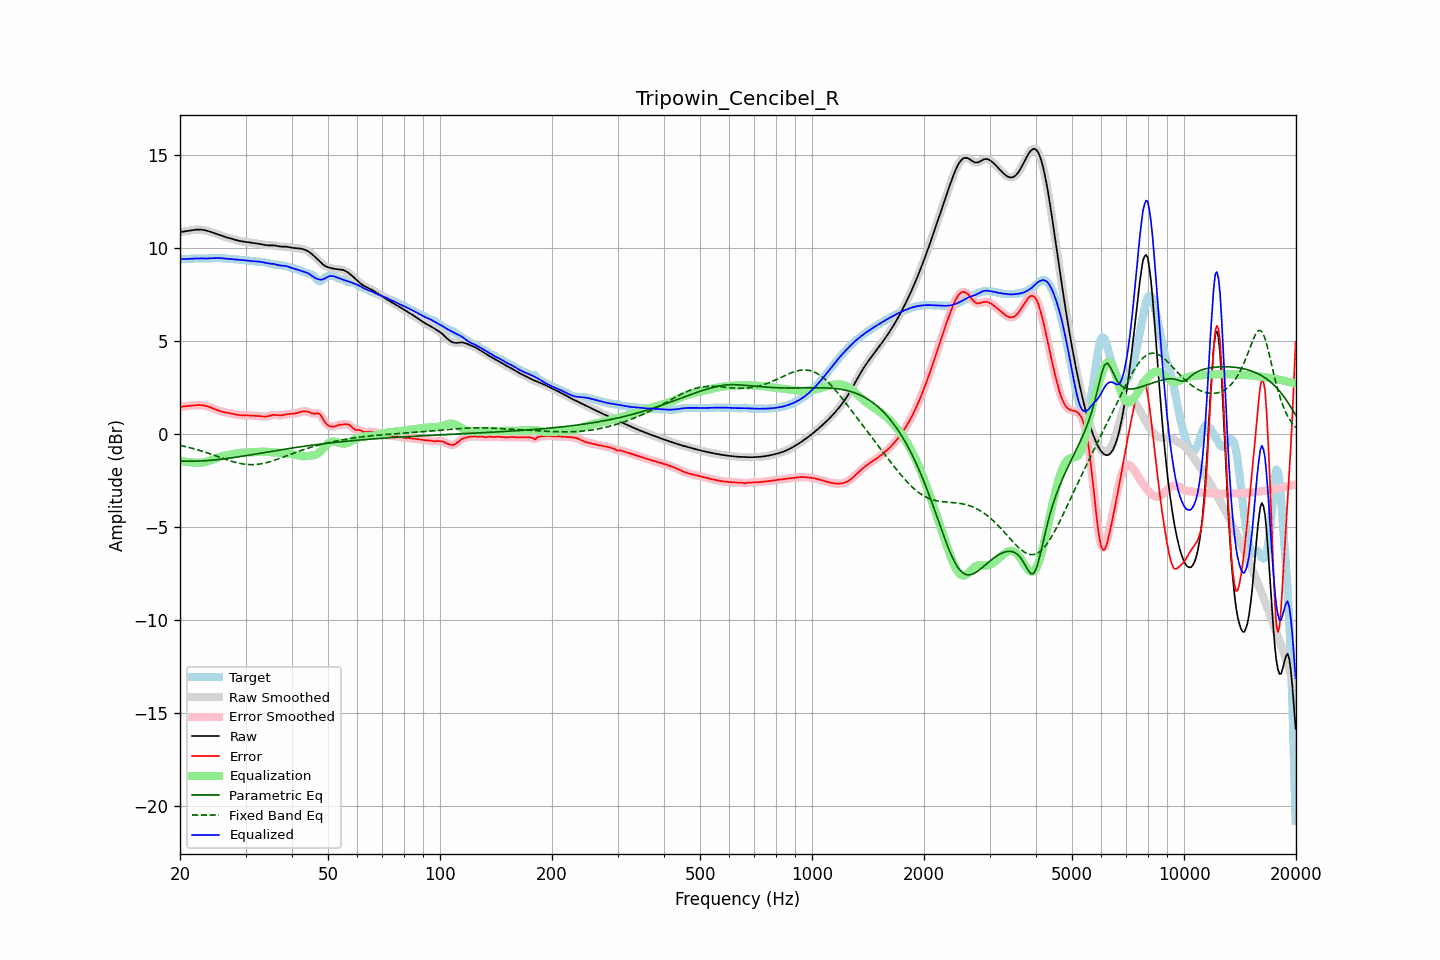 Tripowin_Cencibel_R
Amplitude (dBr)
15
10
5
0
−5
−10
−15
−20
Target
Raw Smoothed
Error Smoothed
Raw
Error
Equalization
Parametric Eq
Fixed Band Eq
Equalized
20
50
100
200
500
1000
2000
5000
10000
20000
Frequency (Hz)